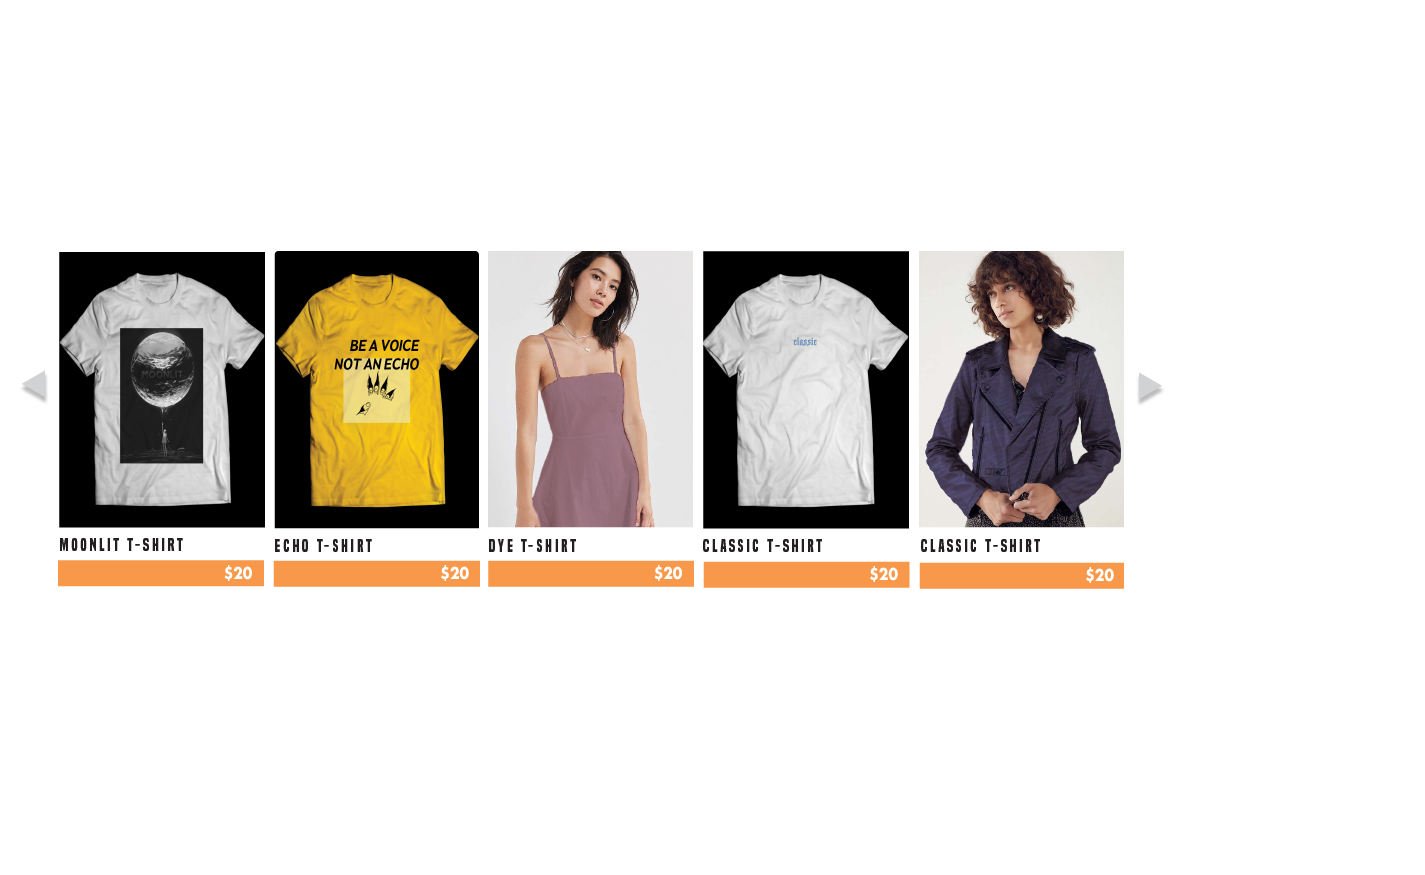 MOONLIT
BE A VOICE
NOT AN ECHO
classic
MOONLIT T-SHIRT
ECHO T-SHIRT
DYE T-SHIRT
CLASSIC T-SHIRT
CLASSIC T-SHIRT
$20
$20
$20
$20
$20